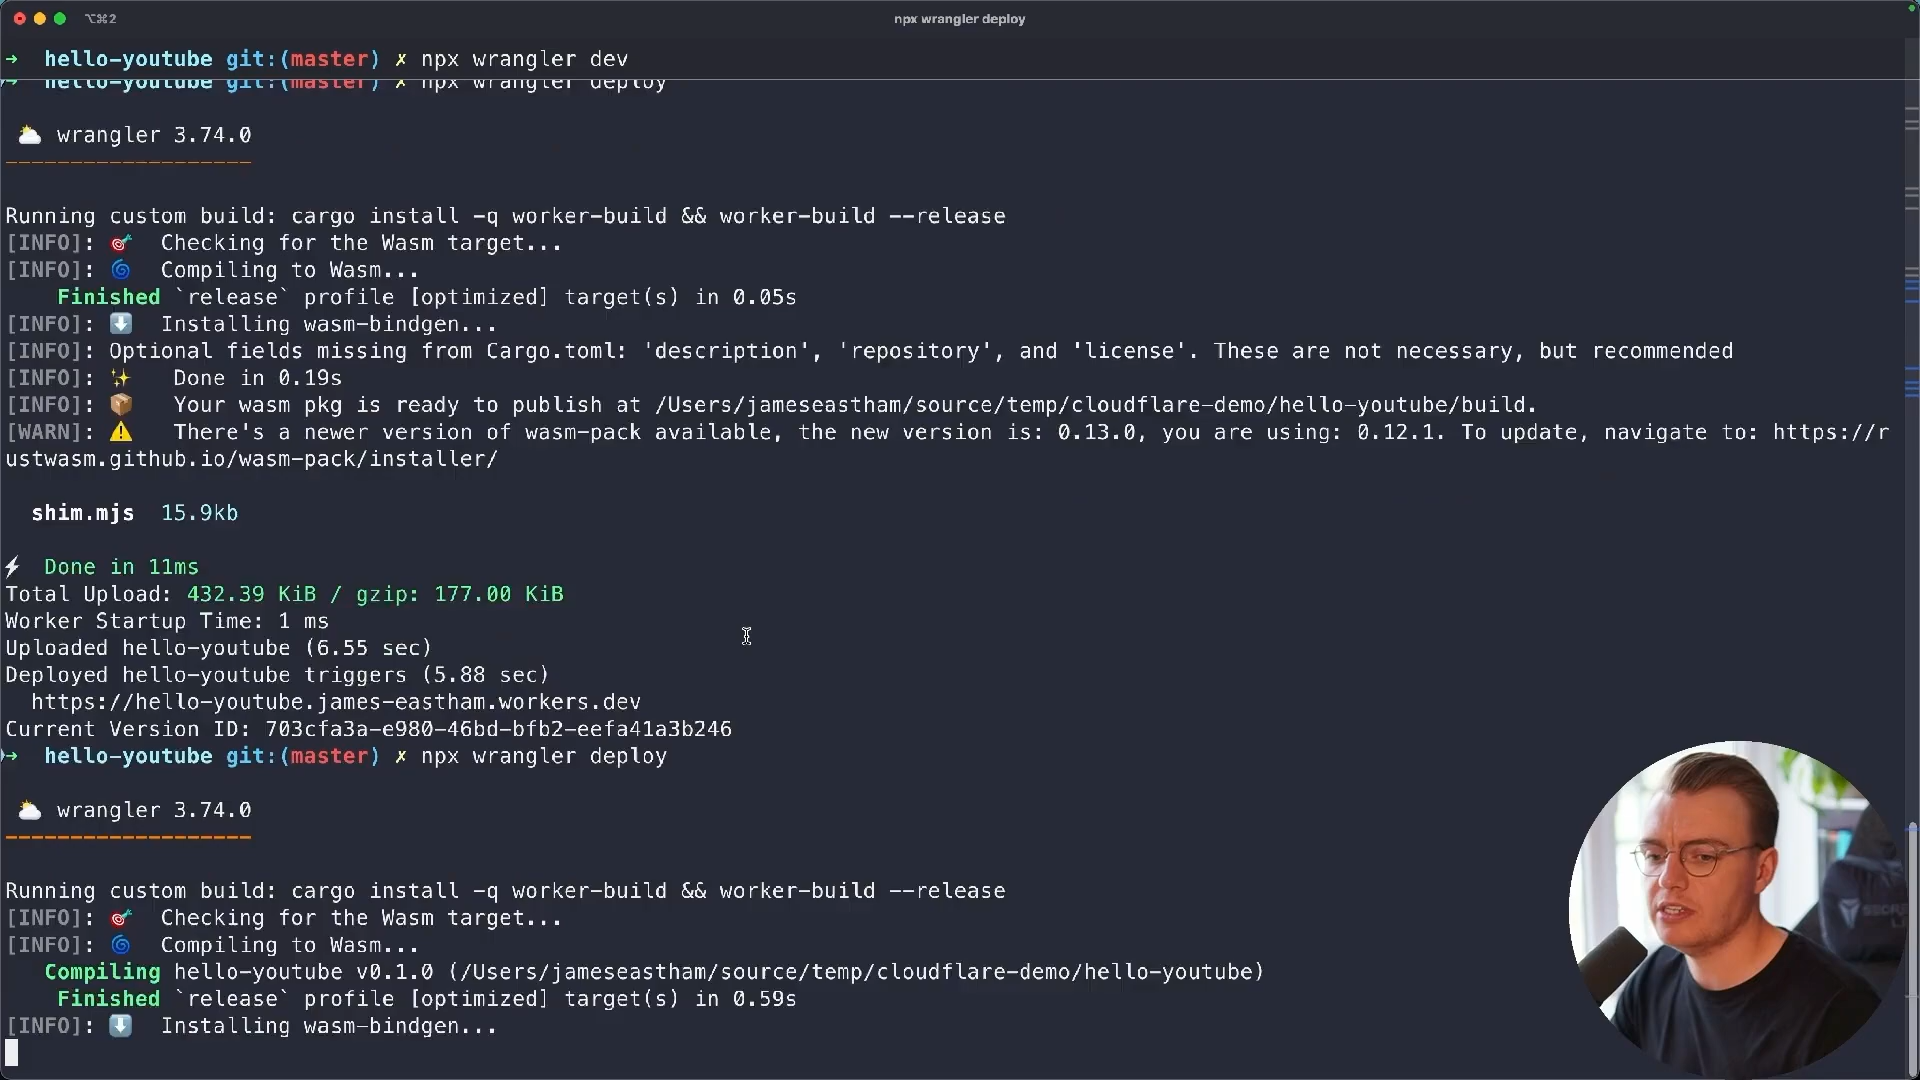 ⌥⌘2
npx wrangler deploy
→ hello-youtube git:(master) ✗ npx wrangler dev
→ hello-youtube git:(master) ✗ npx wrangler deploy
wrangler 3.74.0
-------------------
Running custom build: cargo install -q worker-build && worker-build --release
[INFO]: 🎯  Checking for the Wasm target...
[INFO]: 🌀  Compiling to Wasm...
Finished `release` profile [optimized] target(s) in 0.05s
[INFO]: ⬇️  Installing wasm-bindgen...
[INFO]: Optional fields missing from Cargo.toml: 'description', 'repository', and 'license'. These are not necessary, but recommended
[INFO]: ✨  Done in 0.19s
[INFO]: 📦  Your wasm pkg is ready to publish at /Users/jameseastham/source/temp/cloudflare-demo/hello-youtube/build.
[WARN]: ⚠️  There's a newer version of wasm-pack available, the new version is: 0.13.0, you are using: 0.12.1. To update, navigate to: https://r
ustwasm.github.io/wasm-pack/installer/
shim.mjs  15.9kb
⚡ Done in 11ms
Total Upload: 432.39 KiB / gzip: 177.00 KiB
Worker Startup Time: 1 ms
Uploaded hello-youtube (6.55 sec)
Deployed hello-youtube triggers (5.88 sec)
https://hello-youtube.james-eastham.workers.dev
Current Version ID: 703cfa3a-e980-46bd-bfb2-eefa41a3b246
→ hello-youtube git:(master) ✗ npx wrangler deploy
wrangler 3.74.0
-------------------
Running custom build: cargo install -q worker-build && worker-build --release
[INFO]: 🎯  Checking for the Wasm target...
[INFO]: 🌀  Compiling to Wasm...
Compiling hello-youtube v0.1.0 (/Users/jameseastham/source/temp/cloudflare-demo/hello-youtube)
Finished `release` profile [optimized] target(s) in 0.59s
[INFO]: ⬇️  Installing wasm-bindgen...